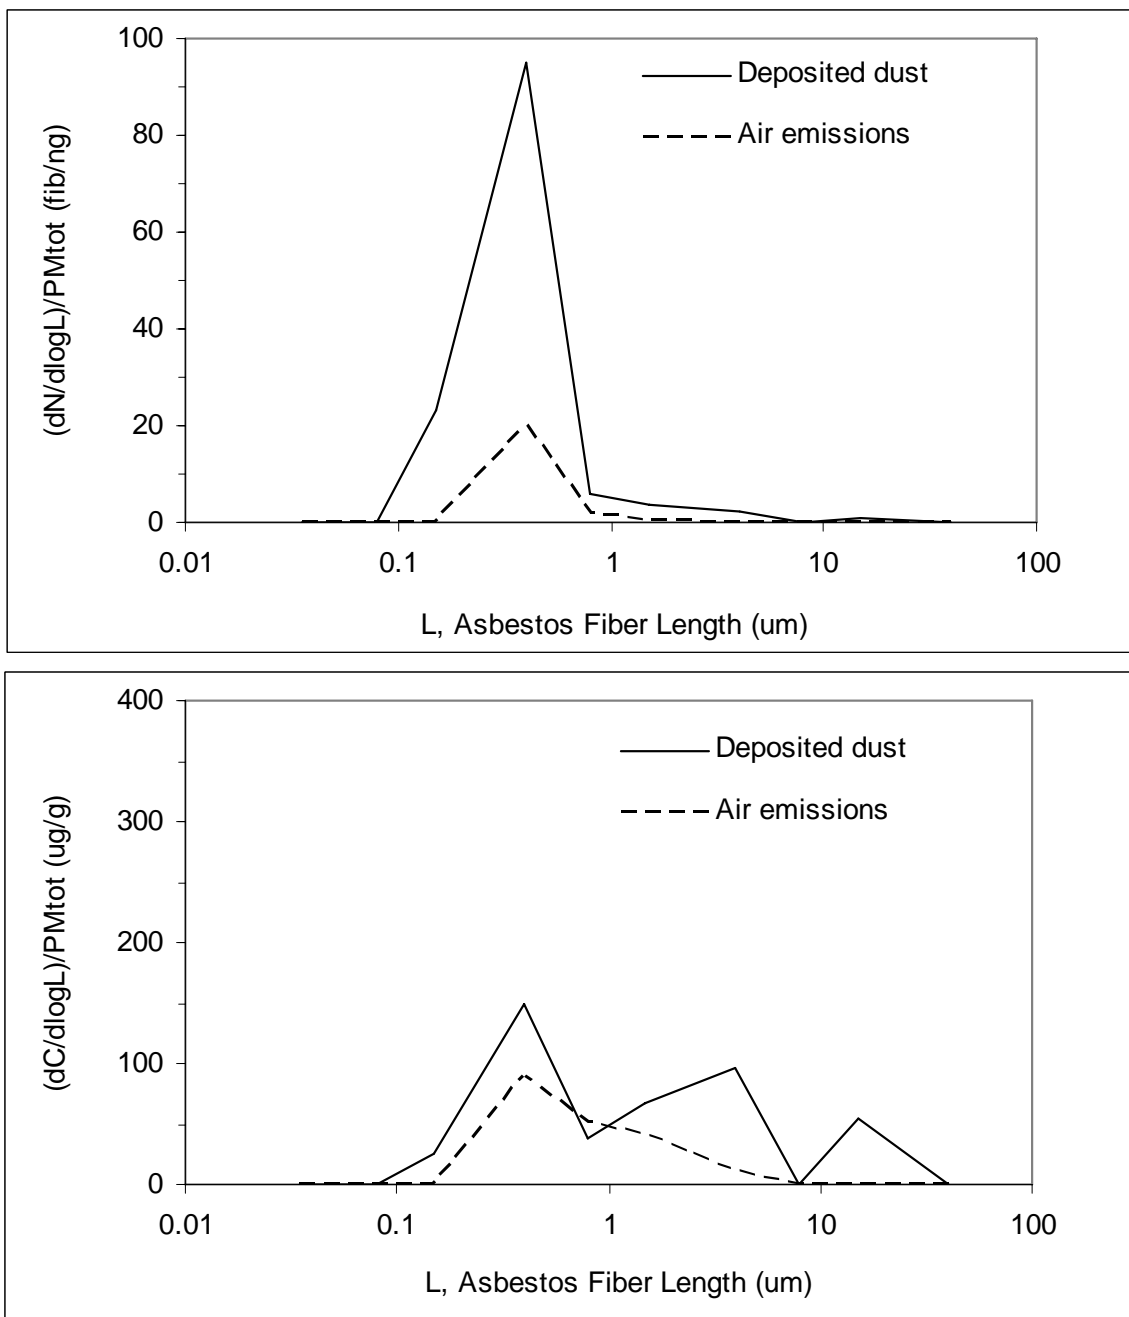 100
80
60
40
20
0
(dN/dlogL)/PMtot (fib/ng)
Deposited dust
Air emissions
0.01 0.1 1 10 100
L, Asbestos Fiber Length (um)
400
300
200
100
0
(dC/dlogL)/PMtot (ug/g)
Deposited dust
Air emissions
0.01 0.1 1 10 100
L, Asbestos Fiber Length (um)